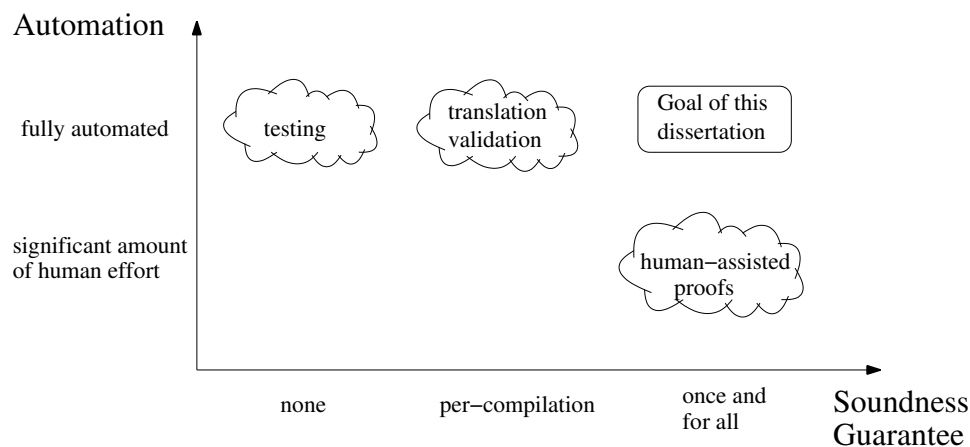 Automation
fully automated
testing
translation
validation
Goal of this
dissertation
significant amount
of human effort
human−assisted
proofs
none
per−compilation
once and
for all
Soundness
Guarantee